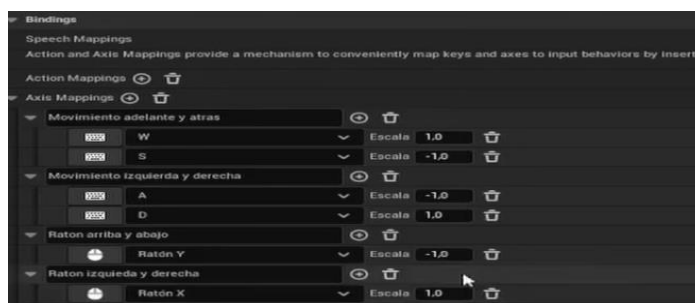 Bindings
Speech Mappings
Action and Axis Mappings provide a mechanism to conveniently map keys and axes to input behaviors by Insert
Action Mappings
Axis Mappings
Movimiento adelante y atras
W Escala 1,0
S Escala -1,0
Movimiento izquierda y derecha
A Escala -1,0
D Escala 1,0
Raton arriba y abajo
Ratón Y Escala -1,0
Raton izquieda y derecha
Ratón X Escala 1,0